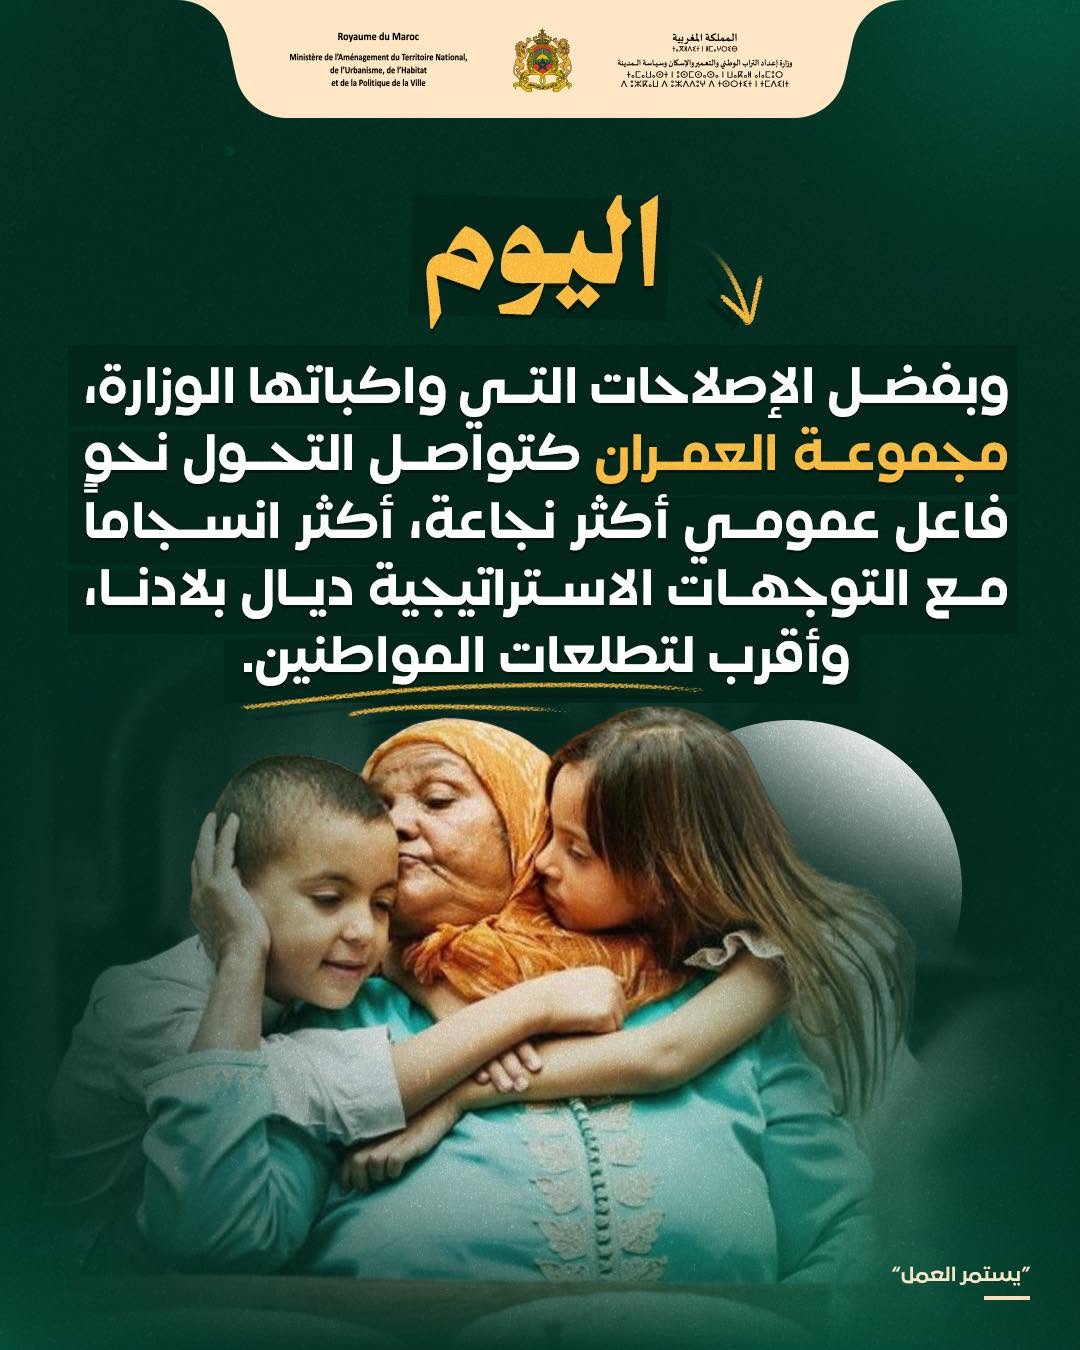 Royaume du Maroc
Ministère de l'Aménagement du Territoire National,
de l'Urbanisme, de l'Habitat
et de la Politique de la Ville
المملكة المغربية
ⵜⴰⴳⵍⴷⵉⵜ ⵏ ⵍⵎⵖⵔⵉⴱ
وزارة إعداد التراب الوطني والتعمير والإسكان وسياسة المدينة
اليوم
وبفضل الإصلاحات التي واكباتها الوزارة،
مجموعة العمران كتواصل التحول نحو
فاعل عمومي أكثر نجاعة، أكثر انسجاماً
مع التوجهات الاستراتيجية ديال بلادنا،
وأقرب لتطلعات المواطنين.
"يستمر العمل"